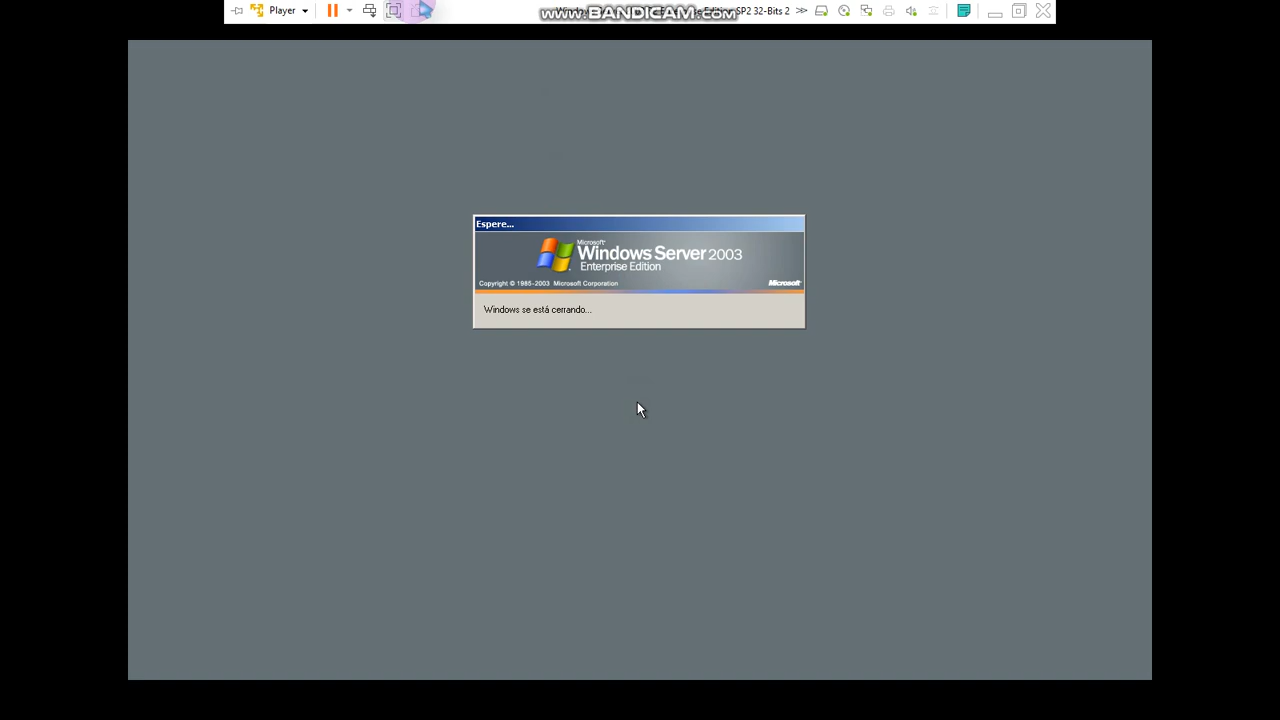 Player
www.BANDICAM.com
Edition SP2 32-Bits 2
Espere...
Microsoft
Windows Server 2003
Enterprise Edition
Copyright © 1985-2003 Microsoft Corporation
Microsoft
Windows se está cerrando...